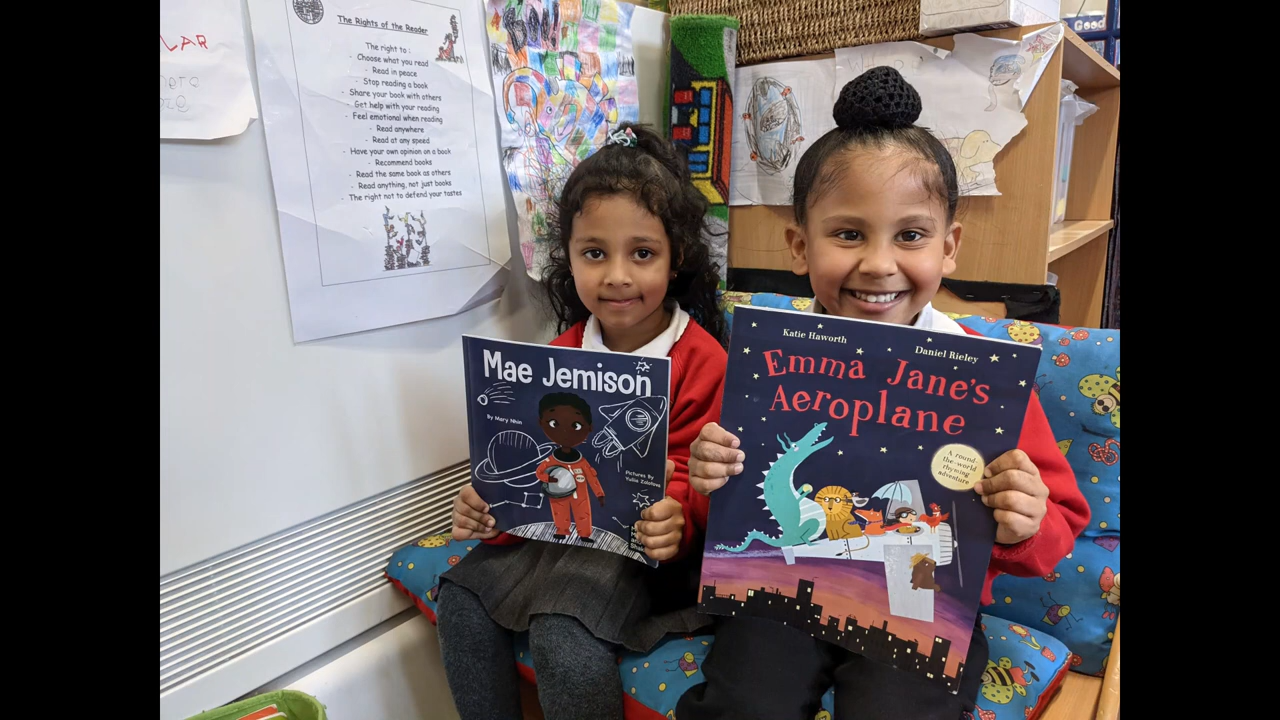 LAR
The Rights of the Reader
The right to :
- Choose what you read
- Read in peace
- Stop reading a book
- Share your book with others
- Get help with your reading
- Feel emotional when reading
- Read anywhere
- Read at any speed
- Have your own opinion on a book
- Recommend books
- Read the same book as others
- Read anything, not just books
- The right not to defend your tastes
Mae Jemison
By Mary Nhin
Pictures By
Yuliia Zolotova
Katie Haworth
Daniel Rieley
Emma Jane's
Aeroplane
A round-
the-world
rhyming
adventure
Good